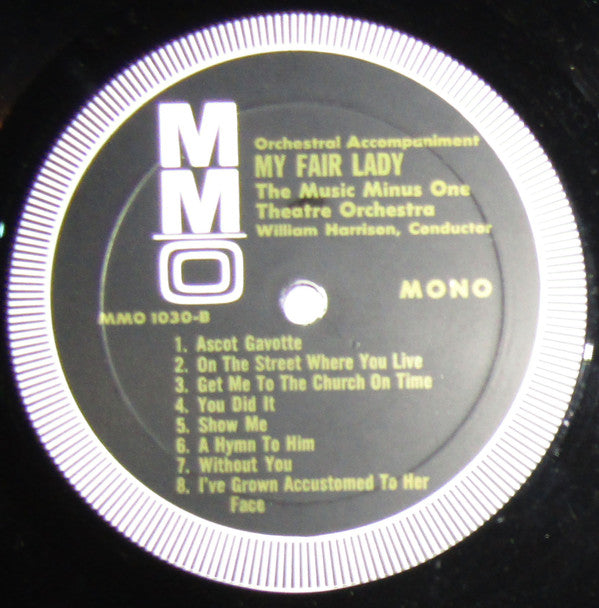 M
M
O
Orchestral Accompaniment
MY FAIR LADY
The Music Minus One
Theatre Orchestra
William Harrison, Conductor
MONO
MMO 1030-B
1. Ascot Gavotte
2. On The Street Where You Live
3. Get Me To The Church On Time
4. You Did It
5. Show Me
6. A Hymn To Him
7. Without You
8. I've Grown Accustomed To Her
Face